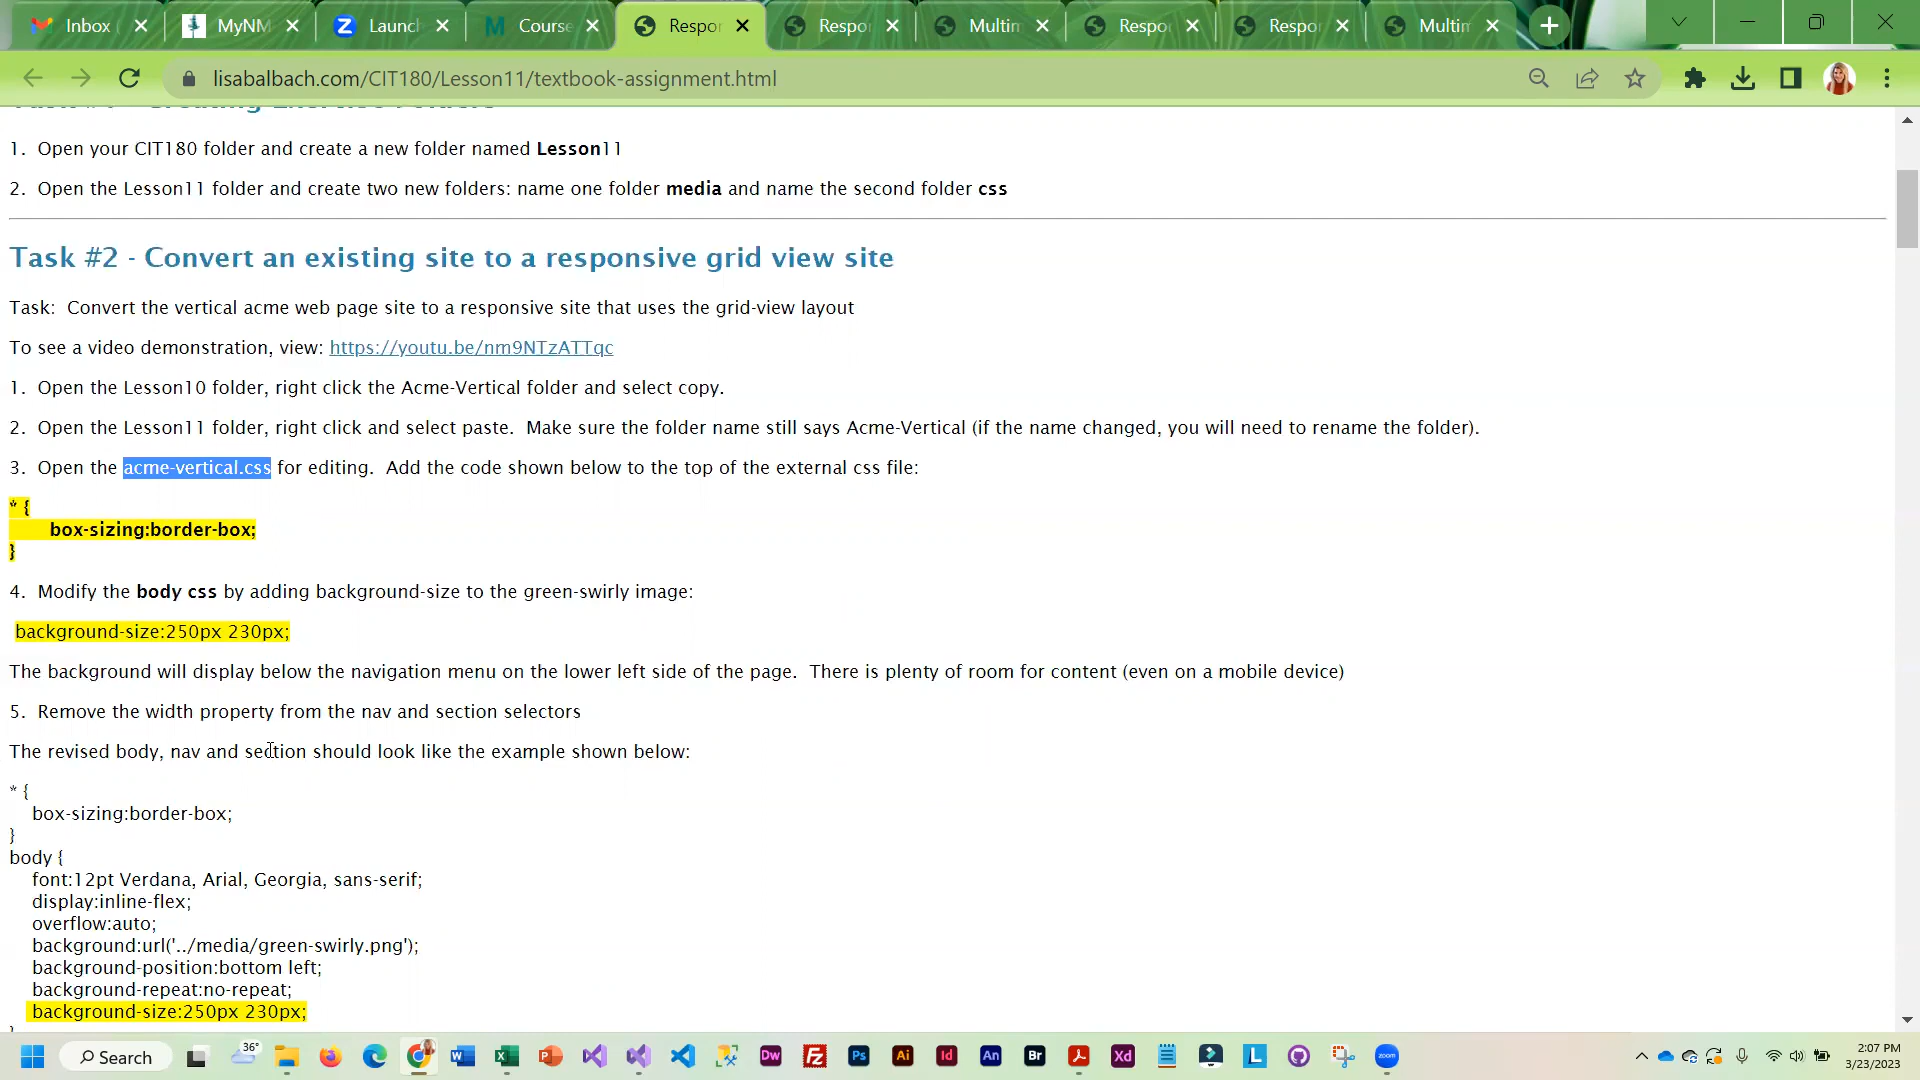 Inbox
MyNM
Launch
Course
Respo
Respo
Multim
Respo
Respo
Multim
lisabalbach.com/CIT180/Lesson11/textbook-assignment.html
1. Open your CIT180 folder and create a new folder named Lesson11
2. Open the Lesson11 folder and create two new folders: name one folder media and name the second folder css
Task #2 - Convert an existing site to a responsive grid view site
Task: Convert the vertical acme web page site to a responsive site that uses the grid-view layout
To see a video demonstration, view: https://youtu.be/nm9NTzATTqc
1. Open the Lesson10 folder, right click the Acme-Vertical folder and select copy.
2. Open the Lesson11 folder, right click and select paste. Make sure the folder name still says Acme-Vertical (if the name changed, you will need to rename the folder).
3. Open the acme-vertical.css for editing. Add the code shown below to the top of the external css file:
* {
box-sizing:border-box;
}
4. Modify the body css by adding background-size to the green-swirly image:
background-size:250px 230px;
The background will display below the navigation menu on the lower left side of the page. There is plenty of room for content (even on a mobile device)
5. Remove the width property from the nav and section selectors
The revised body, nav and section should look like the example shown below:
* {
box-sizing:border-box;
}
body {
font:12pt Verdana, Arial, Georgia, sans-serif;
display:inline-flex;
overflow:auto;
background:url('../media/green-swirly.png');
background-position:bottom left;
background-repeat:no-repeat;
background-size:250px 230px;
Search
36°
2:07 PM
3/23/2023